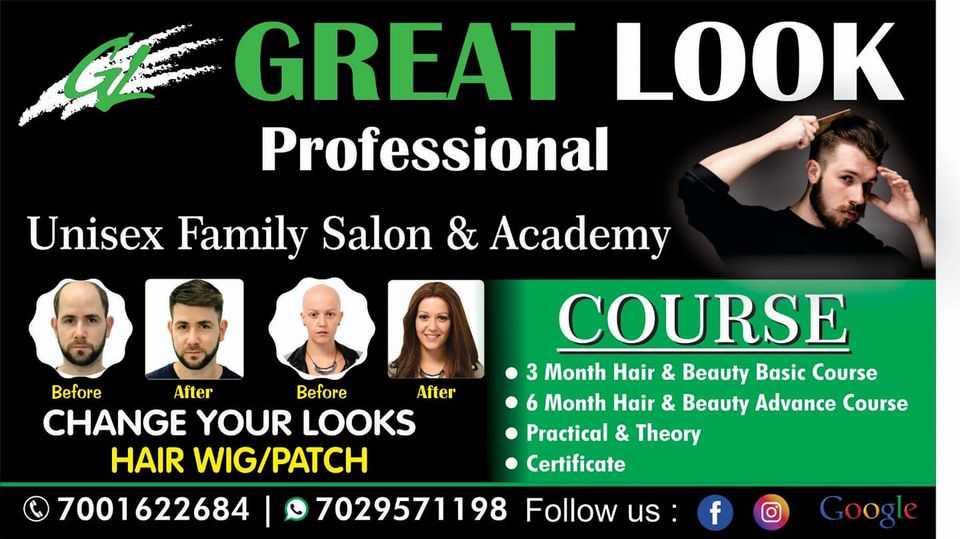 GL
GREAT LOOK
Professional
Unisex Family Salon & Academy
Before
After
Before
After
CHANGE YOUR LOOKS
HAIR WIG/PATCH
COURSE
3 Month Hair & Beauty Basic Course
6 Month Hair & Beauty Advance Course
Practical & Theory
Certificate
7001622684 | 7029571198 Follow us : f Google